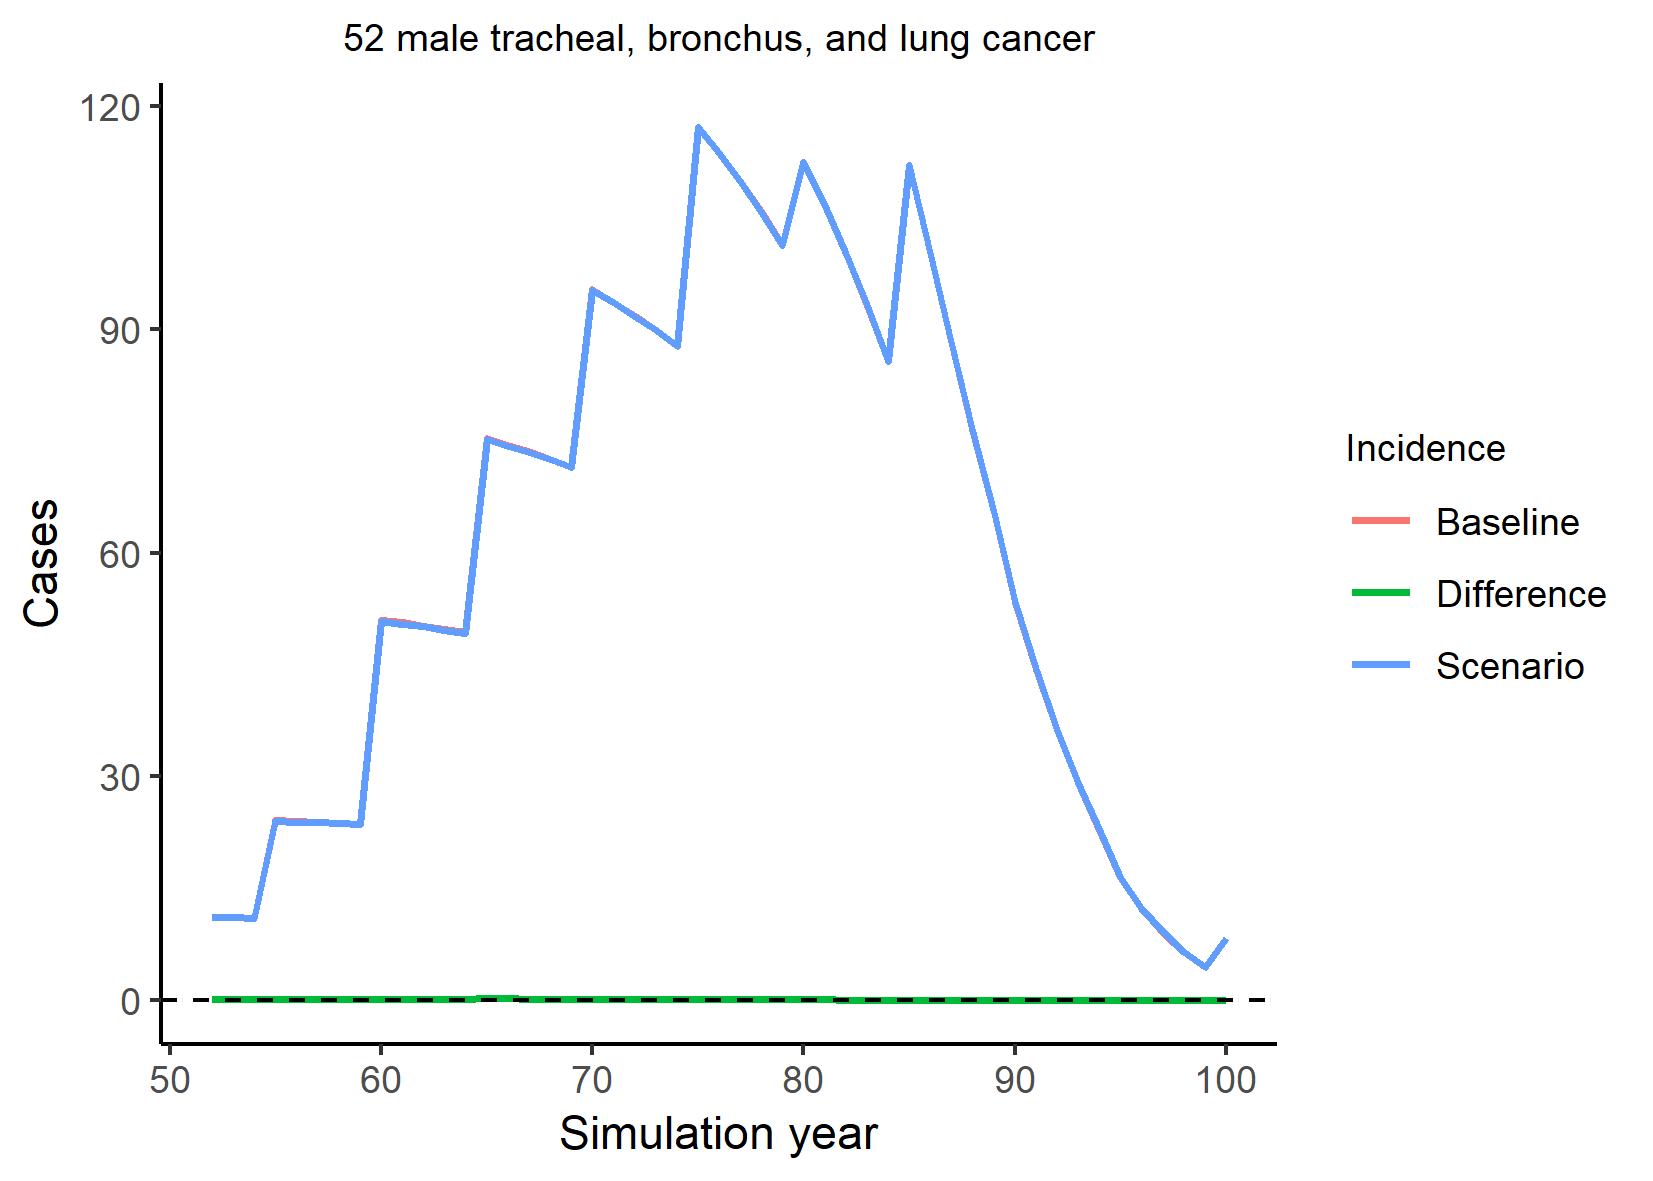 52 male tracheal, bronchus, and lung cancer
120
90
60
30
0
Cases
50 60 70 80 90 100
Simulation year
Incidence
Baseline
Difference
Scenario